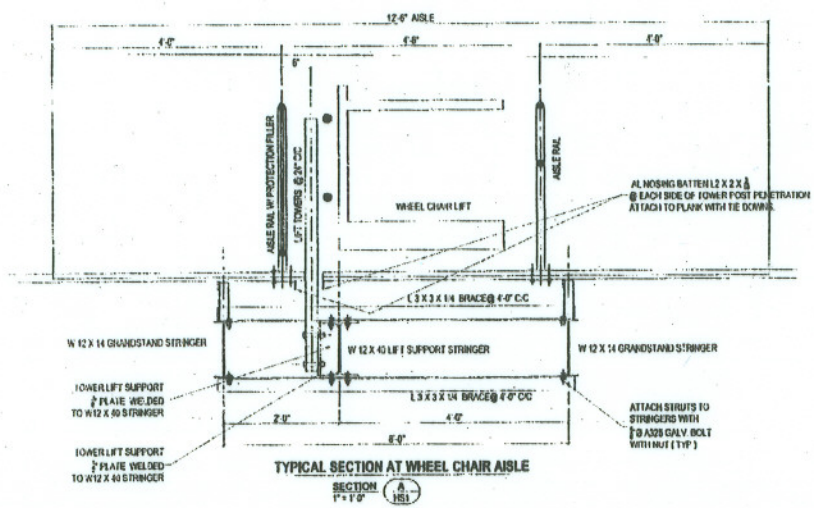 12'-6" AISLE
4'-0"
4'-6"
4'-0"
6"
AISLE RAIL W/ PROTECTION FILLER
LIFT TOWERS @ 24" C/C
WHEEL CHAIR LIFT
AISLE RAIL
AL NOSING BATTEN L2 X 2 X
@ EACH SIDE OF TOWER POST PENETRATION
ATTACH TO PLANK WITH TIE DOWNS.
L 3 X 3 X 1/4 BRACE@ 4'-0" C/C
W 12 X 14 GRANDSTAND STRINGER
W 12 X 40 LIFT SUPPORT STRINGER
W 12 X 14 GRANDSTAND STRINGER
TOWER LIFT SUPPORT
PLATE WELDED
TO W12 X 40 STRINGER
L 3 X 3 X 1/4 BRACE@ 4'-0" C/C
2'-0"
4'-0"
6'-0"
ATTACH STRUTS TO
STRINGERS WITH
Ø A325 GALV. BOLT
WITH NUT ( TYP )
TOWER LIFT SUPPORT
PLATE WELDED
TO W12 X 40 STRINGER
TYPICAL SECTION AT WHEEL CHAIR AISLE
SECTION A
1" = 1' 0" HS1